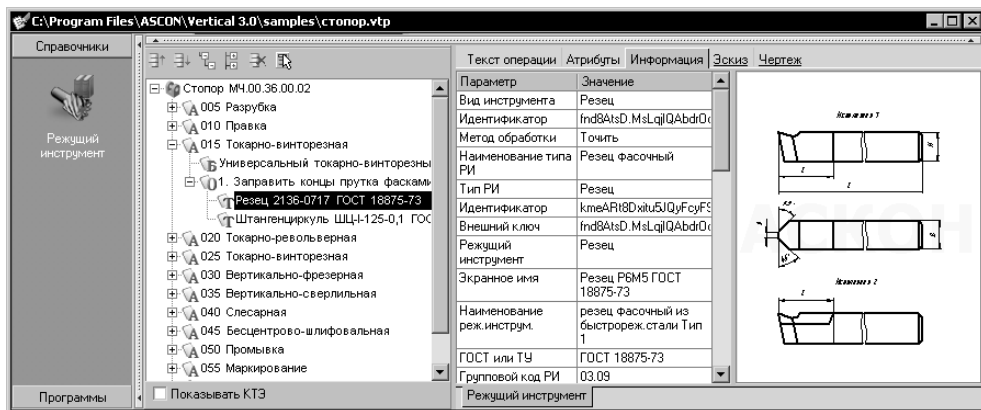 C:\Program Files\ASCON\Vertical 3.0\samples\стопор.vtp
Справочники
Режущий
инструмент
Программы
Стопор МЧ.00.36.00.02
005 Разрубка
010 Правка
015 Токарно-винторезная
Универсальный токарно-винторезны
1. Заправить концы прутка фасками
Резец 2136-0717 ГОСТ 18875-73
Штангенциркуль ШЦ-I-125-0,1 ГОС
020 Токарно-револьверная
025 Токарно-винторезная
030 Вертикально-фрезерная
035 Вертикально-сверлильная
040 Слесарная
045 Бесцентрово-шлифовальная
050 Промывка
055 Маркирование
Показывать КТЭ
Текст операции Атрибуты Информация Эскиз Чертеж
Параметр Значение
Вид инструмента Резец
Идентификатор
Метод обработки Точить
Наименование типа РИ Резец фасочный
Тип РИ Резец
Идентификатор
Внешний ключ
Режущий инструмент Резец
Экранное имя Резец Р6М5 ГОСТ 18875-73
Наименование реж.инструм. резец фасочный из быстрореж.стали Тип 1
ГОСТ или ТУ ГОСТ 18875-73
Групповой код РИ 03.09
Режущий инструмент
АСКОН